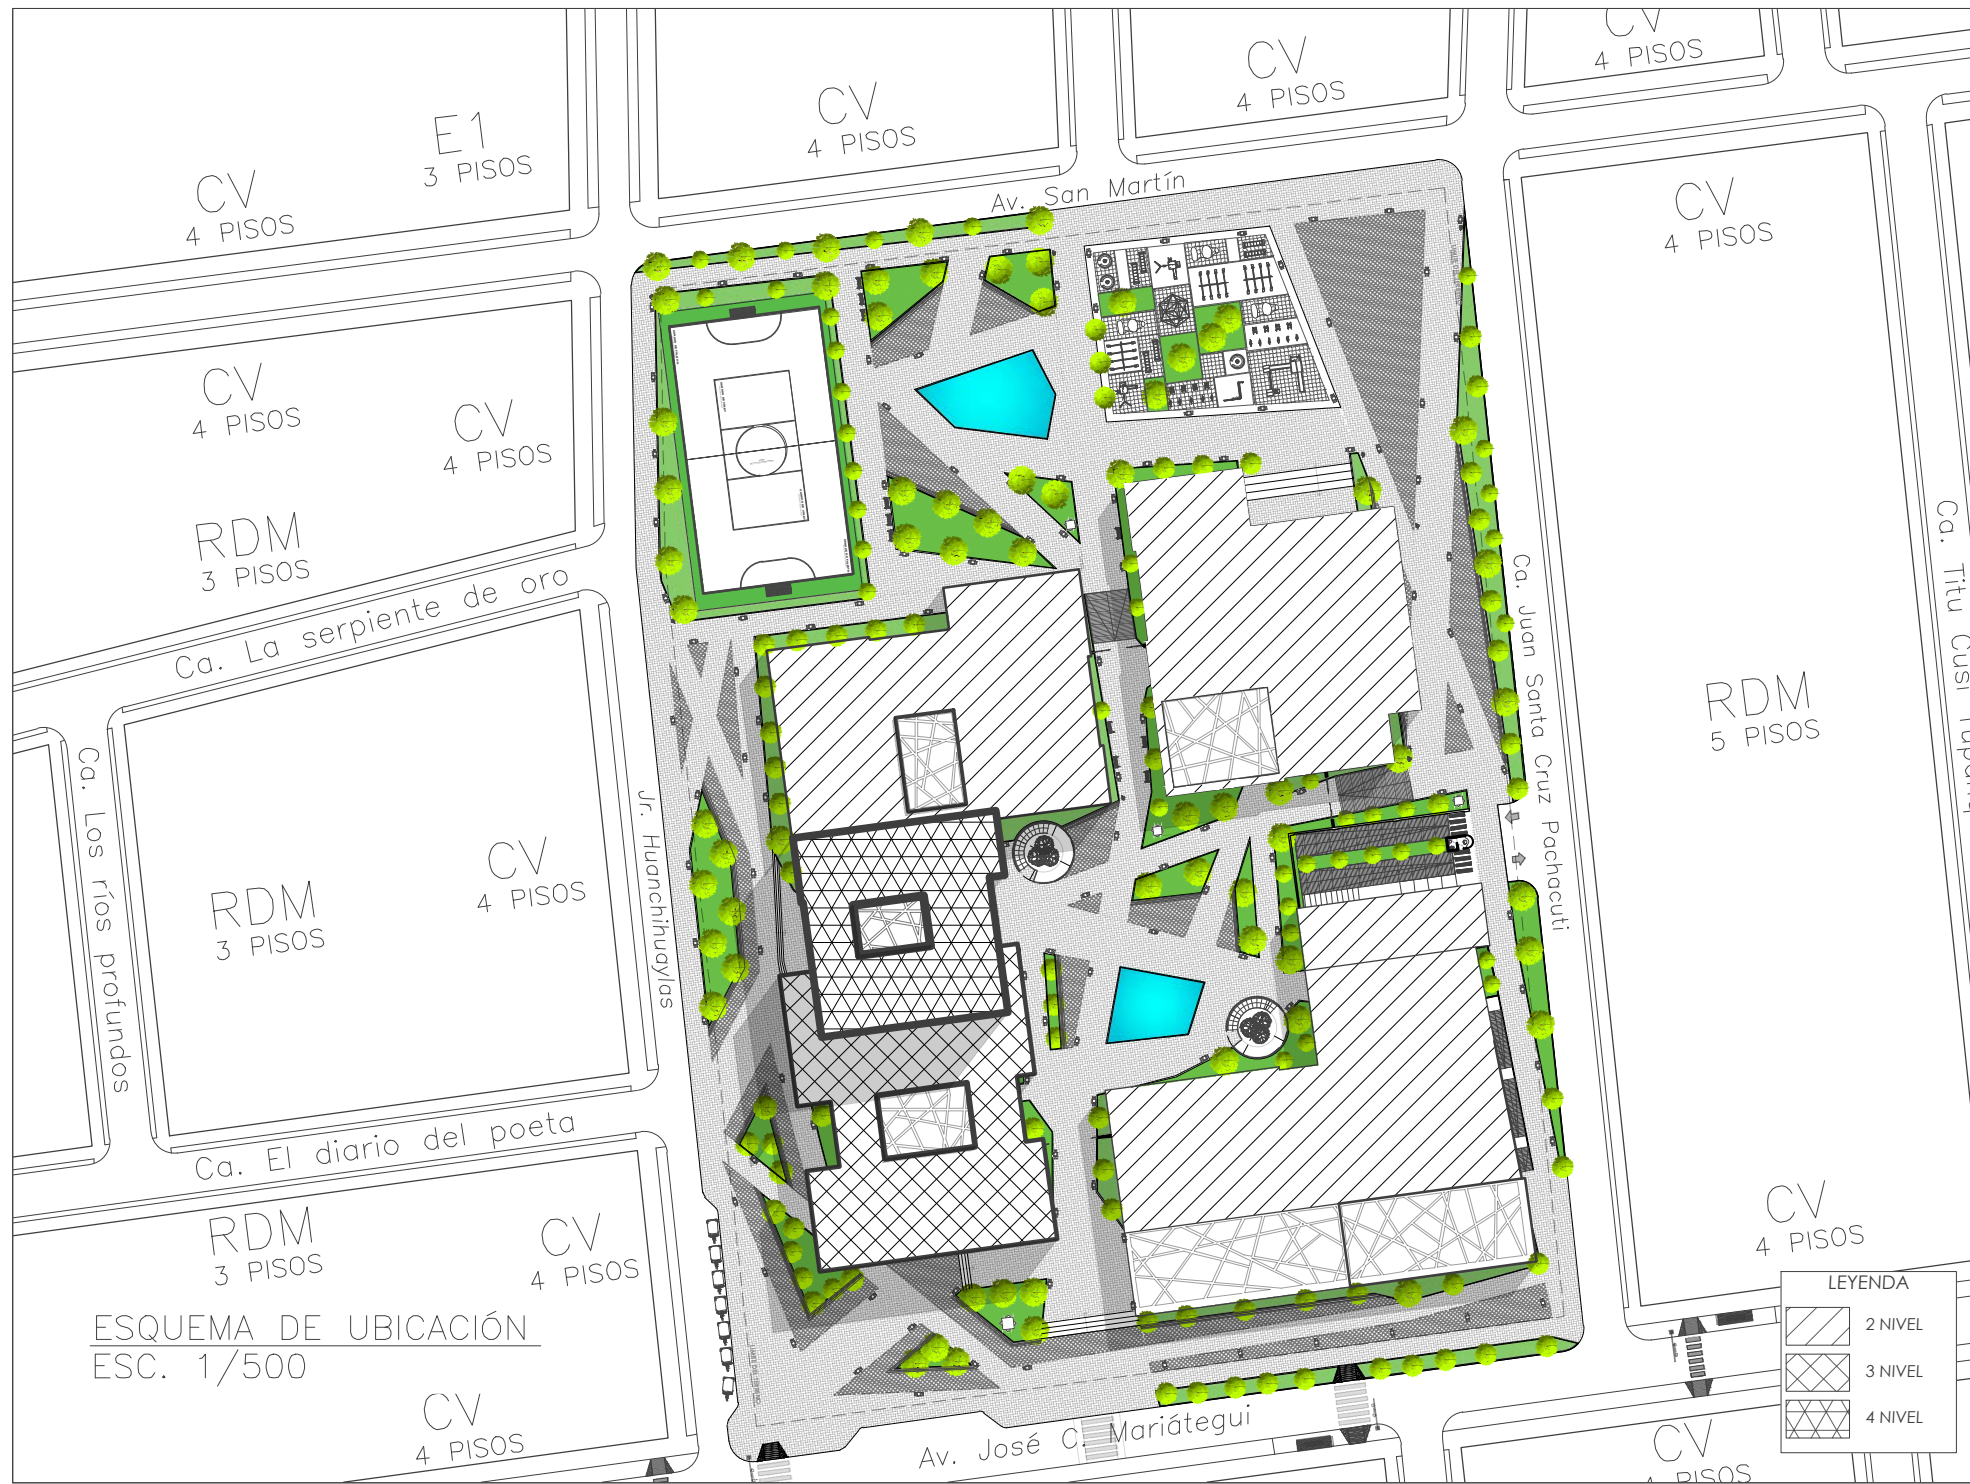 CV
4 PISOS
CV
4 PISOS
CV
4 PISOS
E1
3 PISOS
CV
4 PISOS
Av. San Martín
CV
4 PISOS
CV
4 PISOS
CV
4 PISOS
RDM
3 PISOS
Ca. La serpiente de oro
Ca. Juan Santa Cruz Pachacuti
Ca. Titu Cusi
RDM
5 PISOS
Ca. Los ríos profundos
Jr. Huanchihuaylas
CV
4 PISOS
RDM
3 PISOS
Ca. El diario del poeta
RDM
3 PISOS
CV
4 PISOS
CV
4 PISOS
ESQUEMA DE UBICACIÓN
ESC. 1/500
LEYENDA
2 NIVEL
3 NIVEL
4 NIVEL
CV
4 PISOS
Av. José C. Mariátegui
CV
4 PISOS